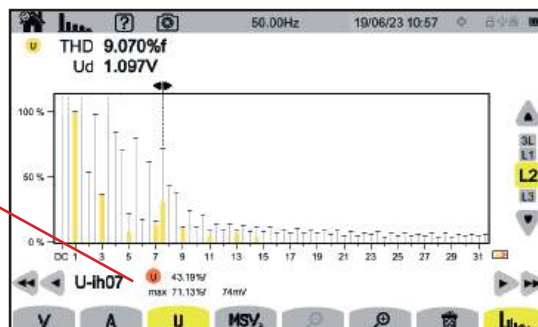 50.00Hz 19/06/23 10:57
U THD 9.070%f
Ud 1.097V
100 %
50 %
0 %
DC 1 3 5 7 9 11 13 15 17 19 21 23 25 27 29 31
3L
L1
L2
L3
U-ih07 U 43.19%f
max 71.13%f 74mV
V A U MSV